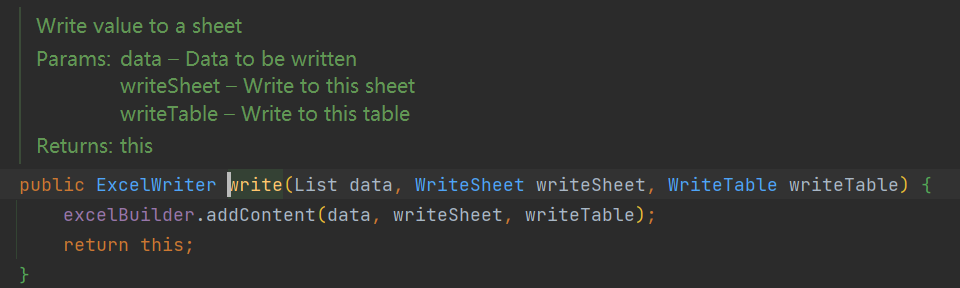 Write value to a sheet
Params: data – Data to be written
writeSheet – Write to this sheet
writeTable – Write to this table
Returns: this
public ExcelWriter write(List data, WriteSheet writeSheet, WriteTable writeTable) {
    excelBuilder.addContent(data, writeSheet, writeTable);
    return this;
}